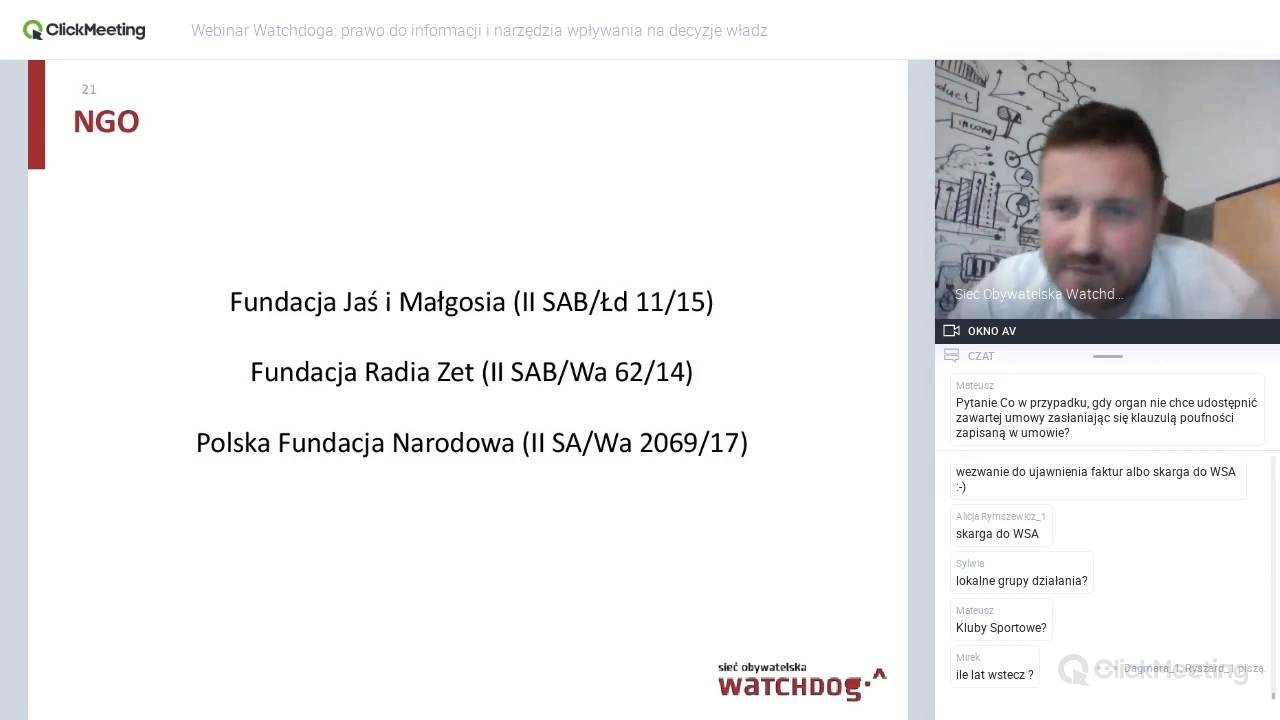 ClickMeeting
Webinar Watchdoga: prawo do informacji i narzędzia wpływania na decyzje władz
21
NGO
Fundacja Jaś i Małgosia (II SAB/Łd 11/15)
Fundacja Radia Zet (II SAB/Wa 62/14)
Polska Fundacja Narodowa (II SA/Wa 2069/17)
sieć obywatelska
WATCHDOG
duct
INCOME
Sieć Obywatelska Watchd...
OKNO AV
CZAT
Mateusz
Pytanie Co w przypadku, gdy organ nie chce udostępnić
zawartej umowy zasłaniając się klauzulą poufności
zapisaną w umowie?
wezwanie do ujawnienia faktur albo skarga do WSA
:-)
Alicja Rymszewicz_1
skarga do WSA
Sylwia
lokalne grupy działania?
Mateusz
Kluby Sportowe?
Mirek
ile lat wstecz ?
ClickMeeting
Dagmara_1, Ryszard_1 piszą.